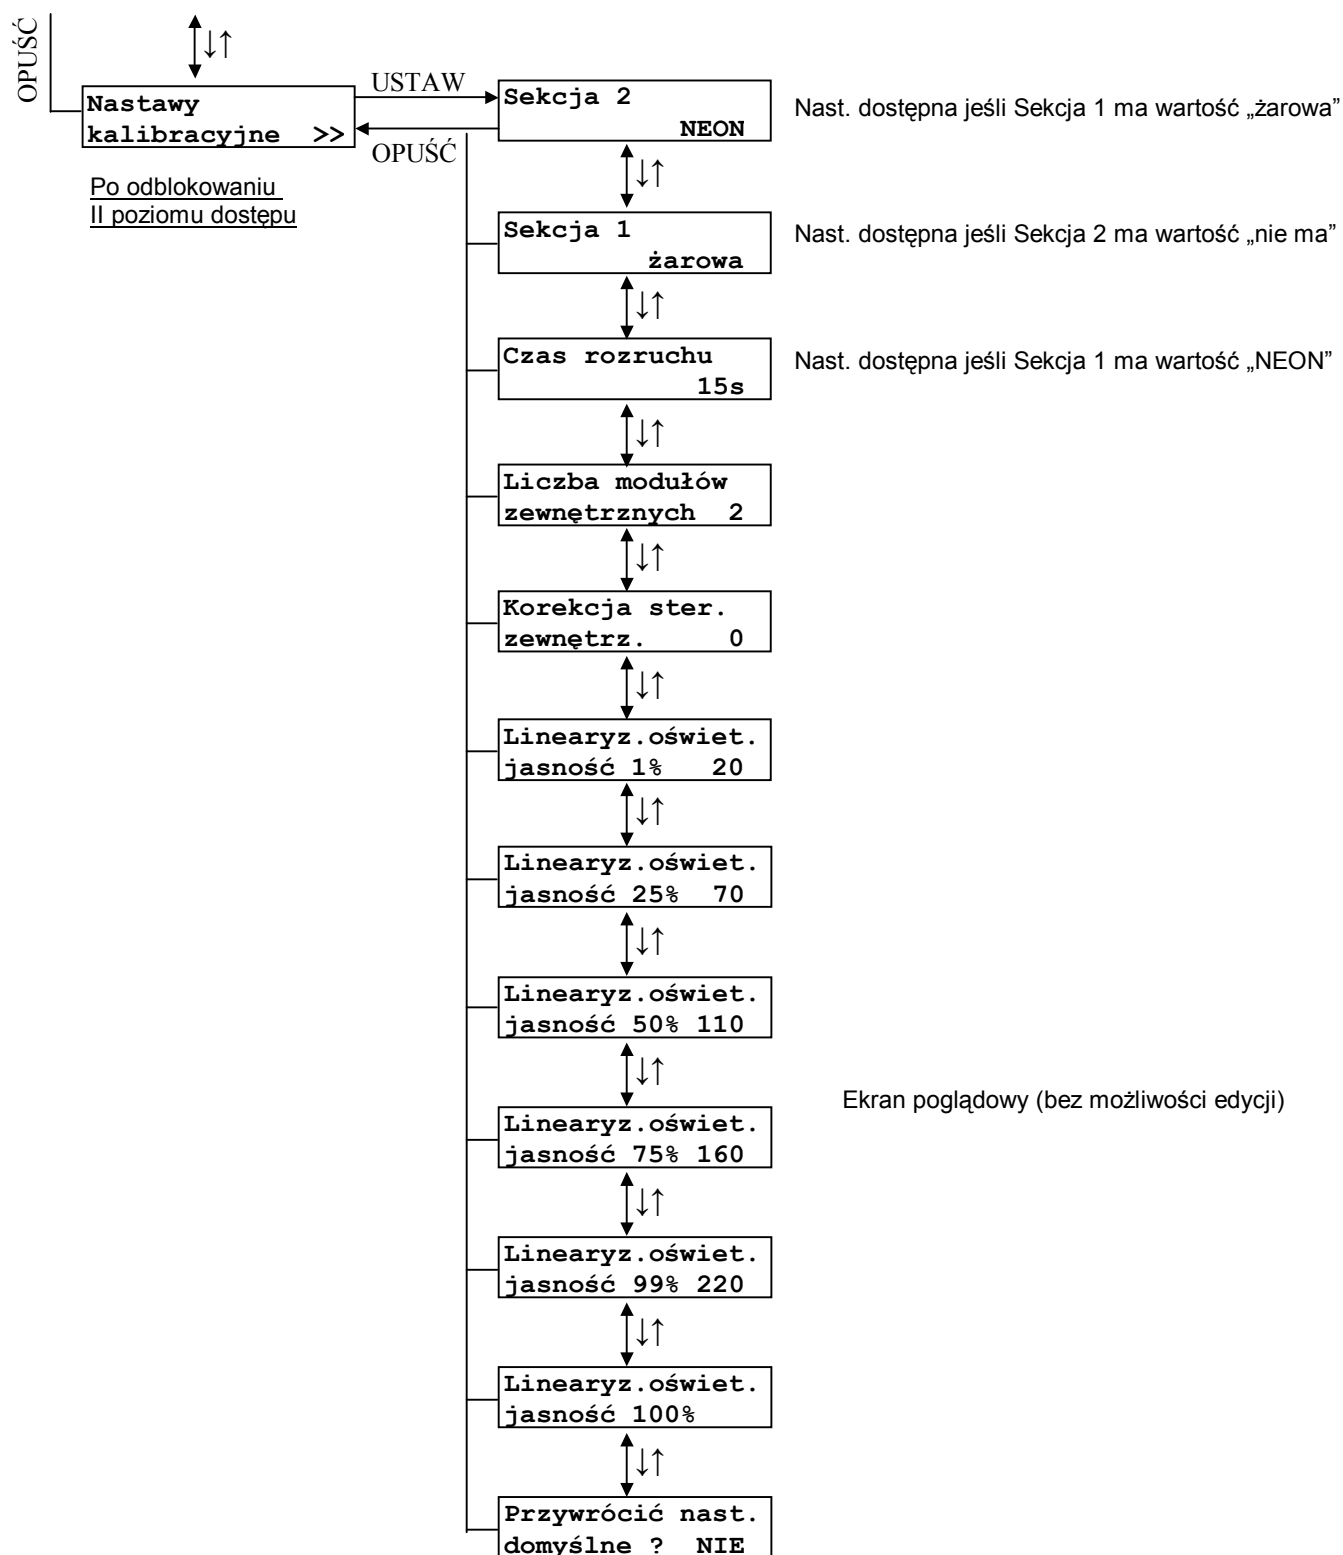 OPUŚĆ
↓↑
Nastawy
kalibracyjne >>
USTAW
OPUŚĆ
Po odblokowaniu
II poziomu dostępu
Sekcja 2
NEON
Nast. dostępna jeśli Sekcja 1 ma wartość „żarowa”
↓↑
Sekcja 1
żarowa
Nast. dostępna jeśli Sekcja 2 ma wartość „nie ma”
↓↑
Czas rozruchu
15s
Nast. dostępna jeśli Sekcja 1 ma wartość „NEON”
↓↑
Liczba modułów
zewnętrznych 2
↓↑
Korekcja ster.
zewnętrz. 0
↓↑
Linearyz.oświet.
jasność 1% 20
↓↑
Linearyz.oświet.
jasność 25% 70
↓↑
Linearyz.oświet.
jasność 50% 110
↓↑
Ekran poglądowy (bez możliwości edycji)
Linearyz.oświet.
jasność 75% 160
↓↑
Linearyz.oświet.
jasność 99% 220
↓↑
Linearyz.oświet.
jasność 100%
↓↑
Przywrócić nast.
domyślne ? NIE